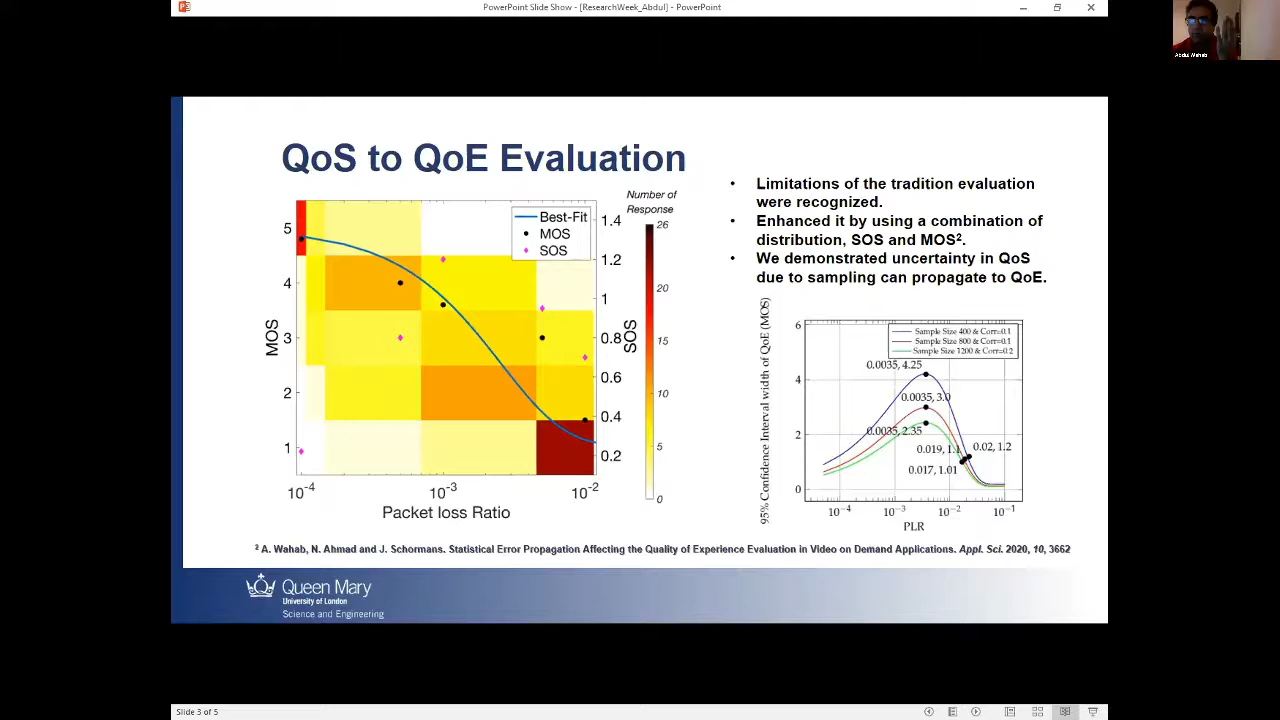 PowerPoint Slide Show - [ResearchWeek_Abdul] - PowerPoint
Abdul Wahab
QoS to QoE Evaluation
Number of
Response
Best-Fit
MOS
SOS
5
4
3
2
1
MOS
1.4
1.2
1
0.8
0.6
0.4
0.2
SOS
26
20
15
10
5
0
10-4
10-3
10-2
Packet loss Ratio
• Limitations of the tradition evaluation
were recognized.
• Enhanced it by using a combination of
distribution, SOS and MOS².
• We demonstrated uncertainty in QoS
due to sampling can propagate to QoE.
95% Confidence Interval width of QoE (MOS)
6
4
2
0
Sample Size 400 & Corr=0.1
Sample Size 800 & Corr=0.1
Sample Size 1200 & Corr=0.2
0.0035, 4.25
0.0035, 3.0
0.0035, 2.35
0.019, 1.1
0.02, 1.2
0.017, 1.01
10-4
10-3
10-2
10-1
PLR
² A. Wahab, N. Ahmad and J. Schormans. Statistical Error Propagation Affecting the Quality of Experience Evaluation in Video on Demand Applications. Appl. Sci. 2020, 10, 3662
Queen Mary
University of London
Science and Engineering
Slide 3 of 5